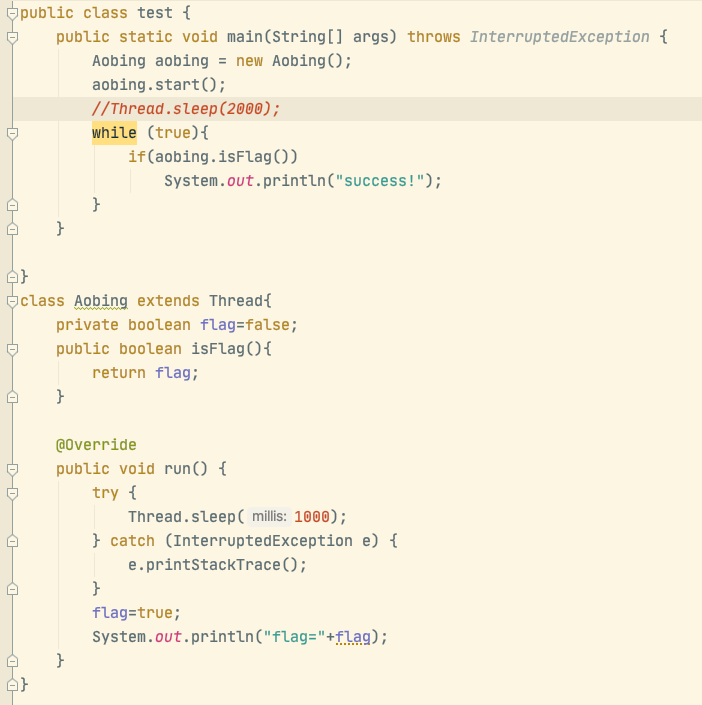 public class test {
public static void main(String[] args) throws InterruptedException {
Aobing aobing = new Aobing();
aobing.start();
//Thread.sleep(2000);
while (true){
if(aobing.isFlag())
System.out.println("success!");
}
}
}
class Aobing extends Thread{
private boolean flag=false;
public boolean isFlag(){
return flag;
}
@Override
public void run() {
try {
Thread.sleep( millis: 1000);
} catch (InterruptedException e) {
e.printStackTrace();
}
flag=true;
System.out.println("flag="+flag);
}
}